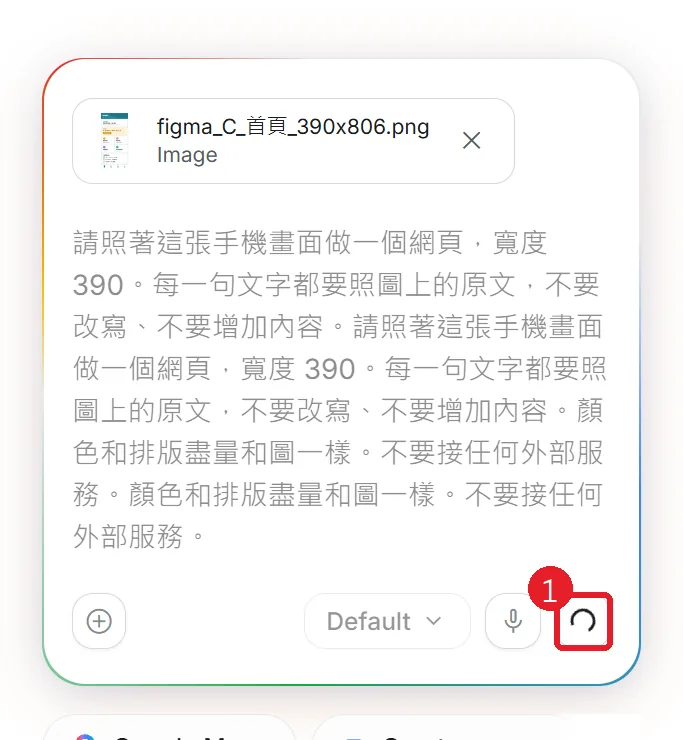 figma_C_首頁_390x806.png
Image
請照著這張手機畫面做一個網頁，寬度
390。每一句文字都要照圖上的原文，不要
改寫、不要增加內容。請照著這張手機畫面
做一個網頁，寬度 390。每一句文字都要照
圖上的原文，不要改寫、不要增加內容。顏
色和排版盡量和圖一樣。不要接任何外部服
務。顏色和排版盡量和圖一樣。不要接任何
外部服務。
1
Default